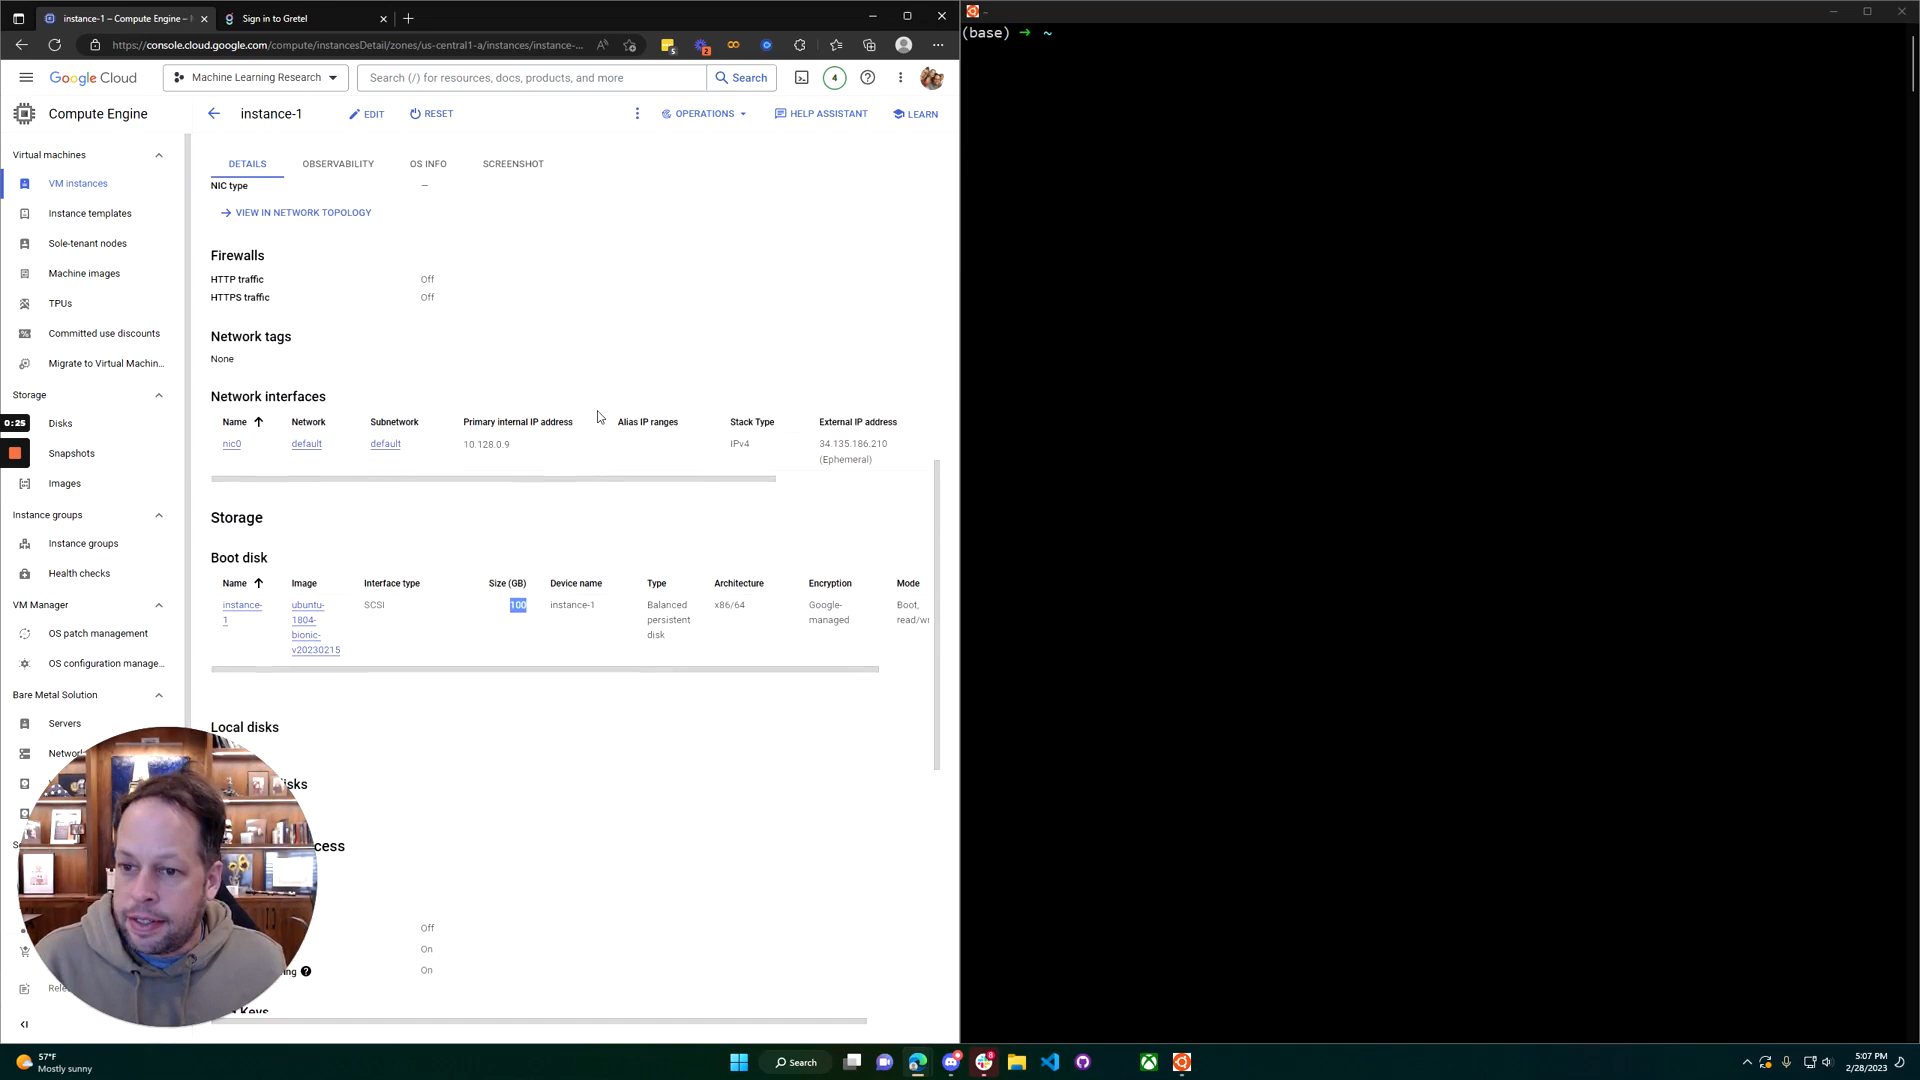 instance-1 – Compute Engine –
Sign in to Gretel
https://console.cloud.google.com/compute/instancesDetail/zones/us-central1-a/instances/instance-...
Google Cloud
Machine Learning Research
Search (/) for resources, docs, products, and more
Search
4
Compute Engine
instance-1
EDIT
RESET
OPERATIONS
HELP ASSISTANT
LEARN
Virtual machines
VM instances
Instance templates
Sole-tenant nodes
Machine images
TPUs
Committed use discounts
Migrate to Virtual Machin...
Storage
0:25
Disks
Snapshots
Images
Instance groups
Instance groups
Health checks
VM Manager
OS patch management
OS configuration manage...
Bare Metal Solution
Servers
Networ
Rele
DETAILS
OBSERVABILITY
OS INFO
SCREENSHOT
NIC type
—
VIEW IN NETWORK TOPOLOGY
Firewalls
HTTP traffic Off
HTTPS traffic Off
Network tags
None
Network interfaces
Name Network Subnetwork Primary internal IP address Alias IP ranges Stack Type External IP address
nic0 default default 10.128.0.9 IPv4 34.135.186.210
(Ephemeral)
Storage
Boot disk
Name Image Interface type Size (GB) Device name Type Architecture Encryption Mode
instance- ubuntu- SCSI 100 instance-1 Balanced x86/64 Google- Boot,
1 1804- persistent managed read/wr
bionic- disk
v20230215
Local disks
isks
cess
Off
On
ing On
Keys
(base) → ~
57°F
Mostly sunny
Search
5:07 PM
2/28/2023